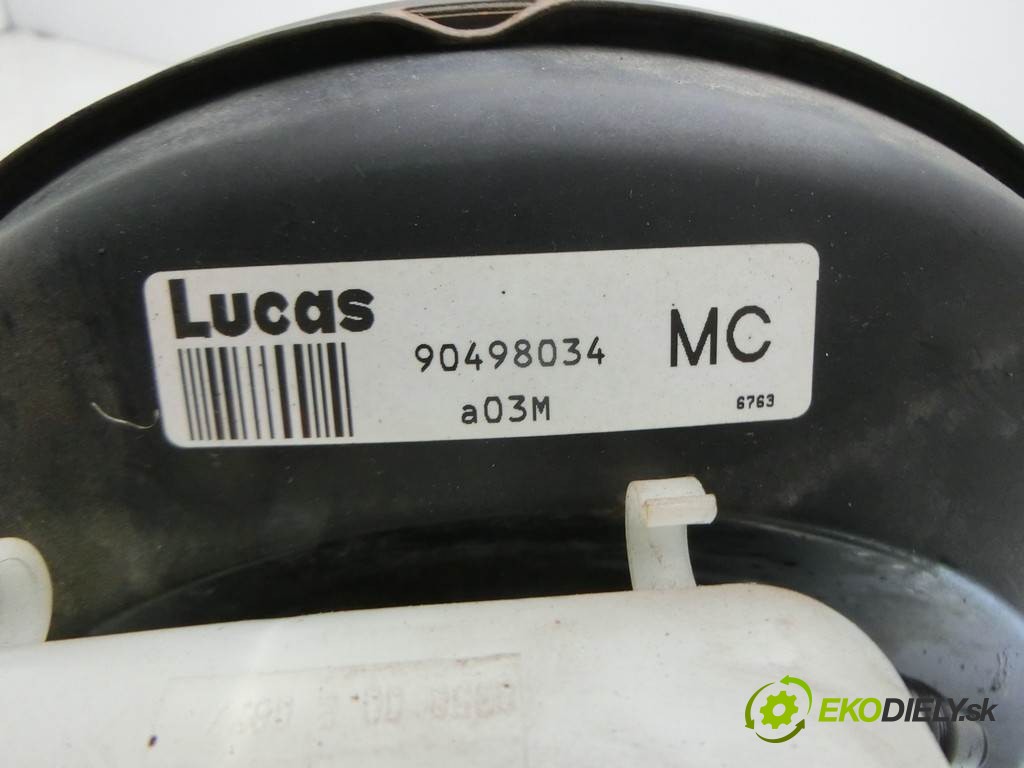 Lucas
90498034
MC
a03M
6763
EKODIELY.sk